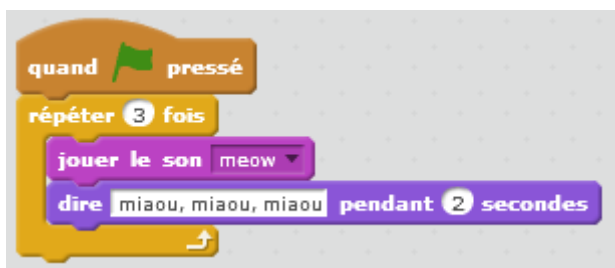 quand pressé
répéter 3 fois
jouer le son meow
dire miaou, miaou, miaou pendant 2 secondes